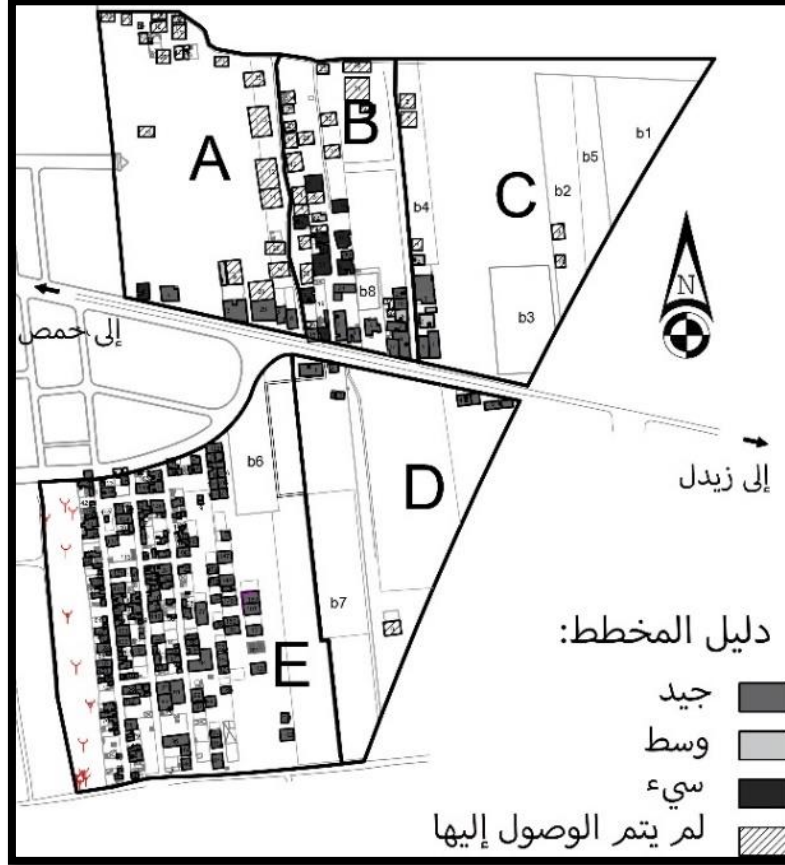 A
B
C
b1
b5
b2
b4
b8
b3
N
إلى حمص
إلى زيدل
b6
D
b7
E
دليل المخطط:
جيد
وسط
سيء
لم يتم الوصول إليها